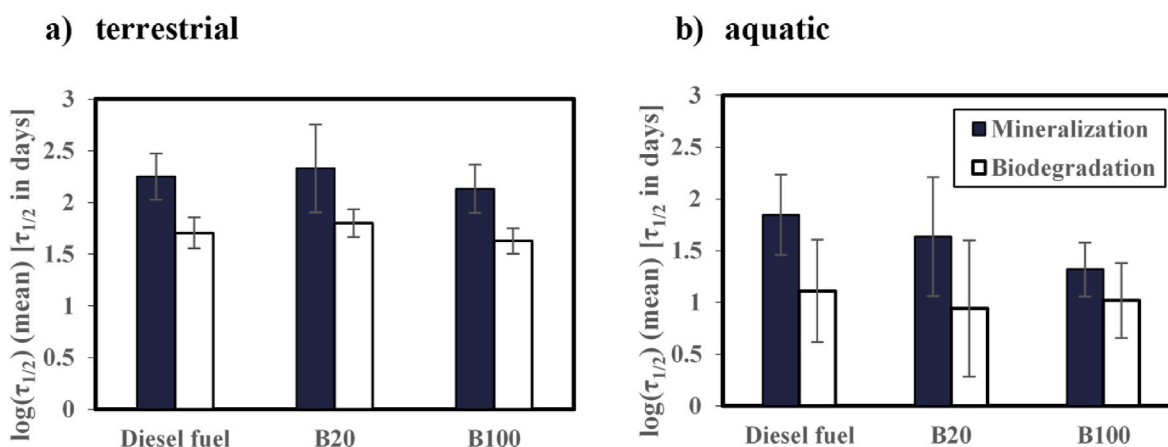 a) terrestrial
log(τ1/2) (mean) [τ1/2 in days]
3
2.5
2
1.5
1
0.5
0
Diesel fuel B20 B100
b) aquatic
log(τ1/2) (mean) [τ1/2 in days]
3
2.5
2
1.5
1
0.5
0
Mineralization
Biodegradation
Diesel fuel B20 B100